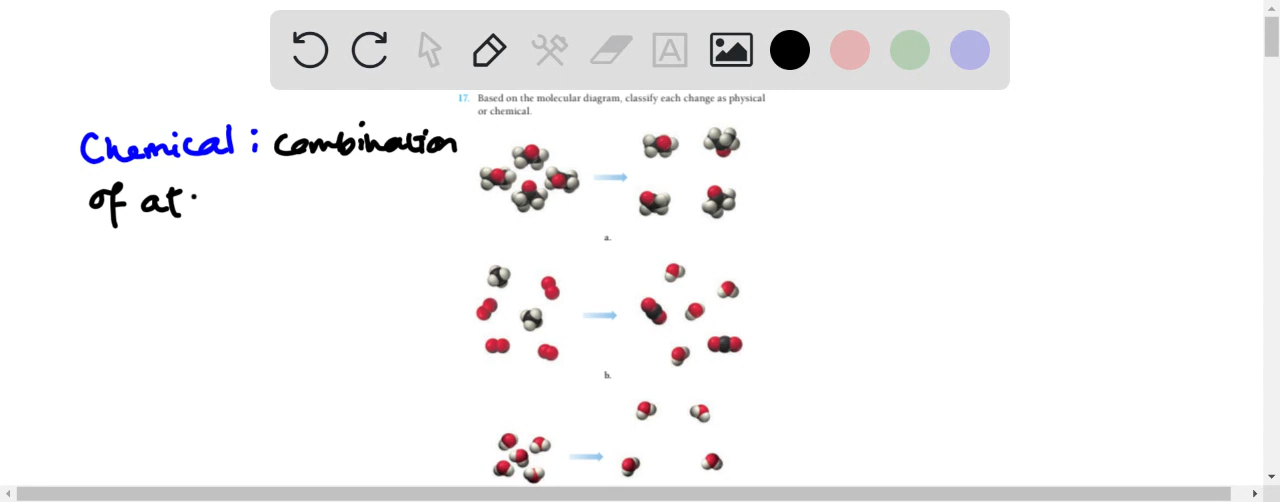 A
17. Based on the molecular diagram, classify each change as physical
or chemical.
Chemical: combination
of at
a.
b.